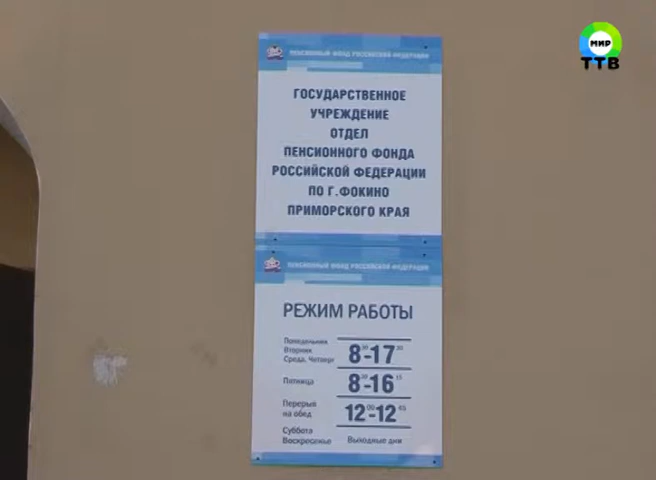 МИР
ТТВ
ПЕНСИОННЫЙ ФОНД РОССИЙСКОЙ ФЕДЕРАЦИИ
ГОСУДАРСТВЕННОЕ
УЧРЕЖДЕНИЕ
ОТДЕЛ
ПЕНСИОННОГО ФОНДА
РОССИЙСКОЙ ФЕДЕРАЦИИ
ПО Г. ФОКИНО
ПРИМОРСКОГО КРАЯ
ПЕНСИОННЫЙ ФОНД РОССИЙСКОЙ ФЕДЕРАЦИИ
РЕЖИМ РАБОТЫ
Понедельник
Вторник
Среда, Четверг
8-17
Пятница
8-16
Перерыв
на обед
12-12
Суббота
Воскресенье
Выходные дни